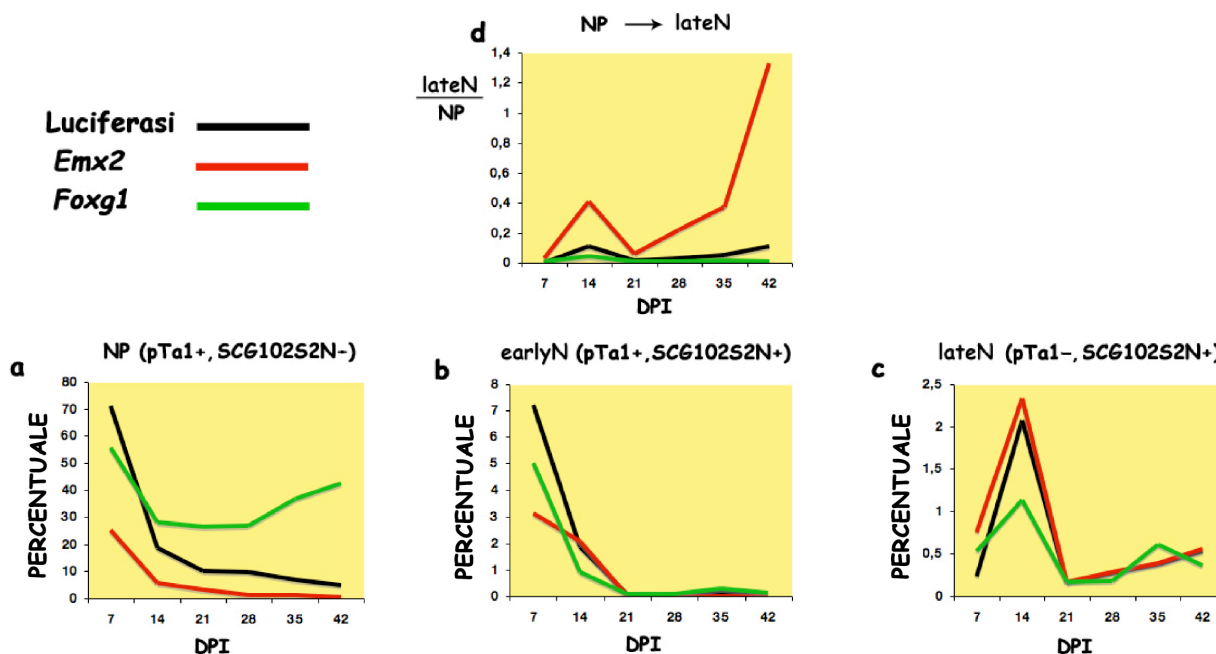 d NP → lateN
Luciferasi
Emx2
Foxg1
lateN
NP
1,4
1,2
1
0,8
0,6
0,4
0,2
0
7 14 21 28 35 42
DPI
a NP (pTa1+, SCG102S2N-)
PERCENTUALE
80
70
60
50
40
30
20
10
0
7 14 21 28 35 42
DPI
b earlyN (pTa1+,SCG102S2N+)
PERCENTUALE
8
7
6
5
4
3
2
1
0
7 14 21 28 35 42
DPI
c lateN (pTa1-, SCG102S2N+)
PERCENTUALE
2,5
2
1,5
1
0,5
0
7 14 21 28 35 42
DPI